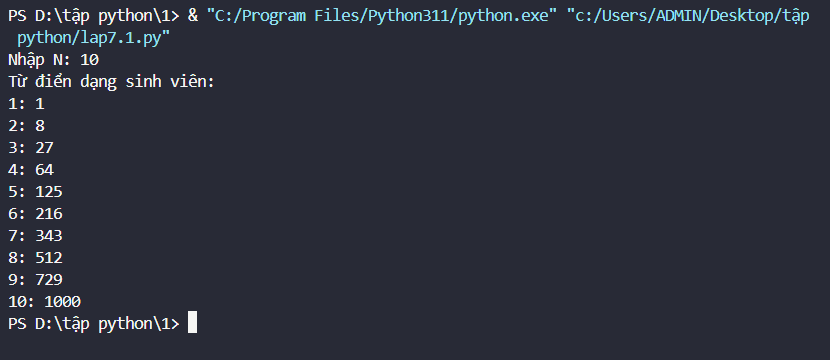 PS D:\tập python\1> & "C:/Program Files/Python311/python.exe" "c:/Users/ADMIN/Desktop/tập
 python/lap7.1.py"
Nhập N: 10
Từ điển dạng sinh viên:
1: 1
2: 8
3: 27
4: 64
5: 125
6: 216
7: 343
8: 512
9: 729
10: 1000
PS D:\tập python\1>